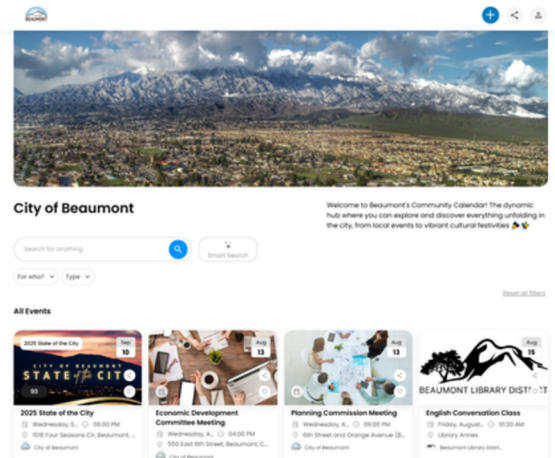 BEAUMONT
City of Beaumont
Welcome to Beaumont's Community Calendar! The dynamic
hub where you can explore and discover everything unfolding in
the city, from local events to vibrant cultural festivities.
Search for anything
Smart Search
For who?
Type
Reset all filters
All Events
2025 State of the City
Sep
10
CITY OF BEAUMONT
STATE of the CITY
93
2025 State of the City
Wednesday, S...
06:00 PM
1518 Four Seasons Cir, Beaumont, ...
City of Beaumont
Aug
13
Economic Development
Committee Meeting
Wednesday, A...
04:00 PM
550 East 6th Street, Beaumont, C...
City of Beaumont
Aug
13
Planning Commission Meeting
Wednesday, A...
06:00 PM
6th Street and Orange Avenue (B...
City of Beaumont
Aug
15
BEAUMONT LIBRARY DISTRICT
English Conversation Class
Friday, August...
10:30 AM
Library Annex
Beaumont Library Distri...